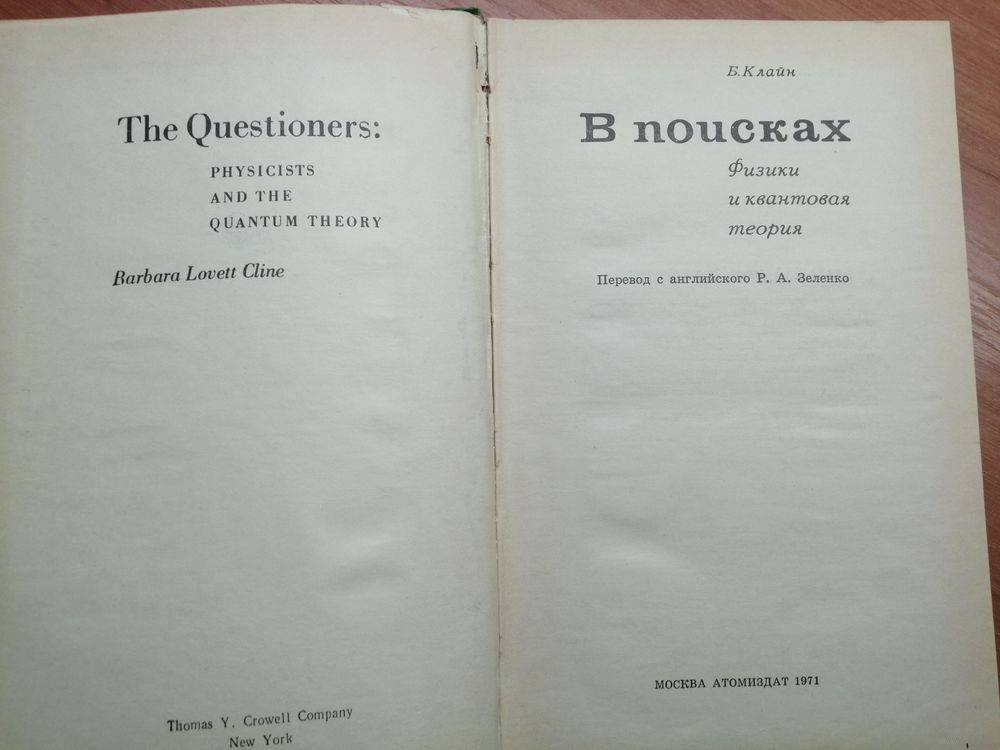 The Questioners:
PHYSICISTS
AND THE
QUANTUM THEORY
Barbara Lovett Cline
Thomas Y. Crowell Company
New York
Б. Клайн
В поисках
Физики
и квантовая
теория
Перевод с английского Р. А. Зеленко
МОСКВА АТОМИЗДАТ 1971